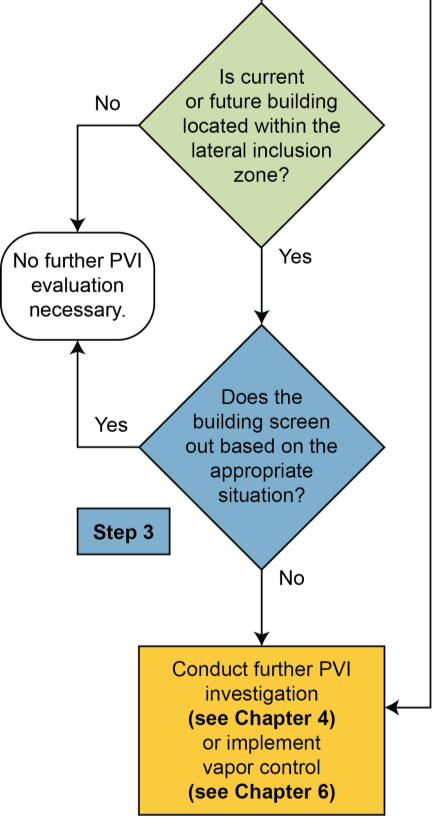 Is current
or future building
located within the
lateral inclusion
zone?
No
Yes
No further PVI
evaluation
necessary.
Does the
building screen
out based on the
appropriate
situation?
Yes
Step 3
No
Conduct further PVI
investigation
(see Chapter 4)
or implement
vapor control
(see Chapter 6)